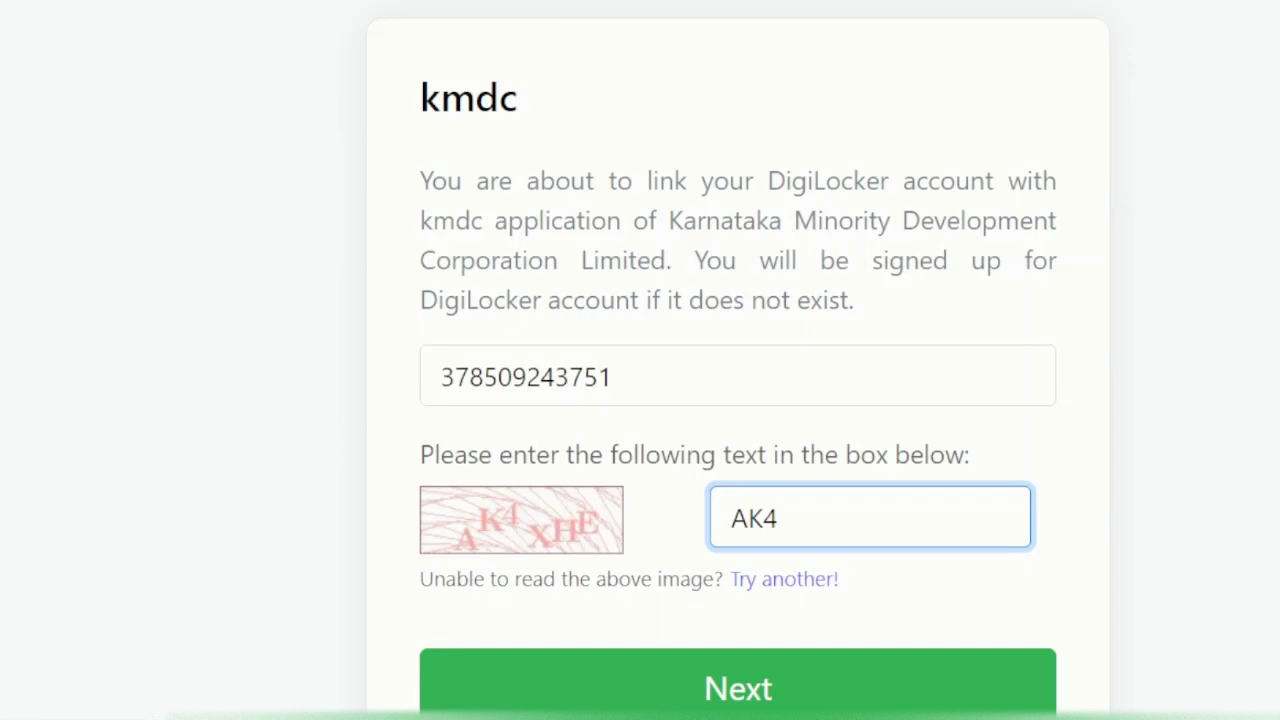 kmdc
You are about to link your DigiLocker account with
kmdc application of Karnataka Minority Development
Corporation Limited. You will be signed up for
DigiLocker account if it does not exist.
378509243751
Please enter the following text in the box below:
AK4XHE
AK4
Unable to read the above image? Try another!
Next